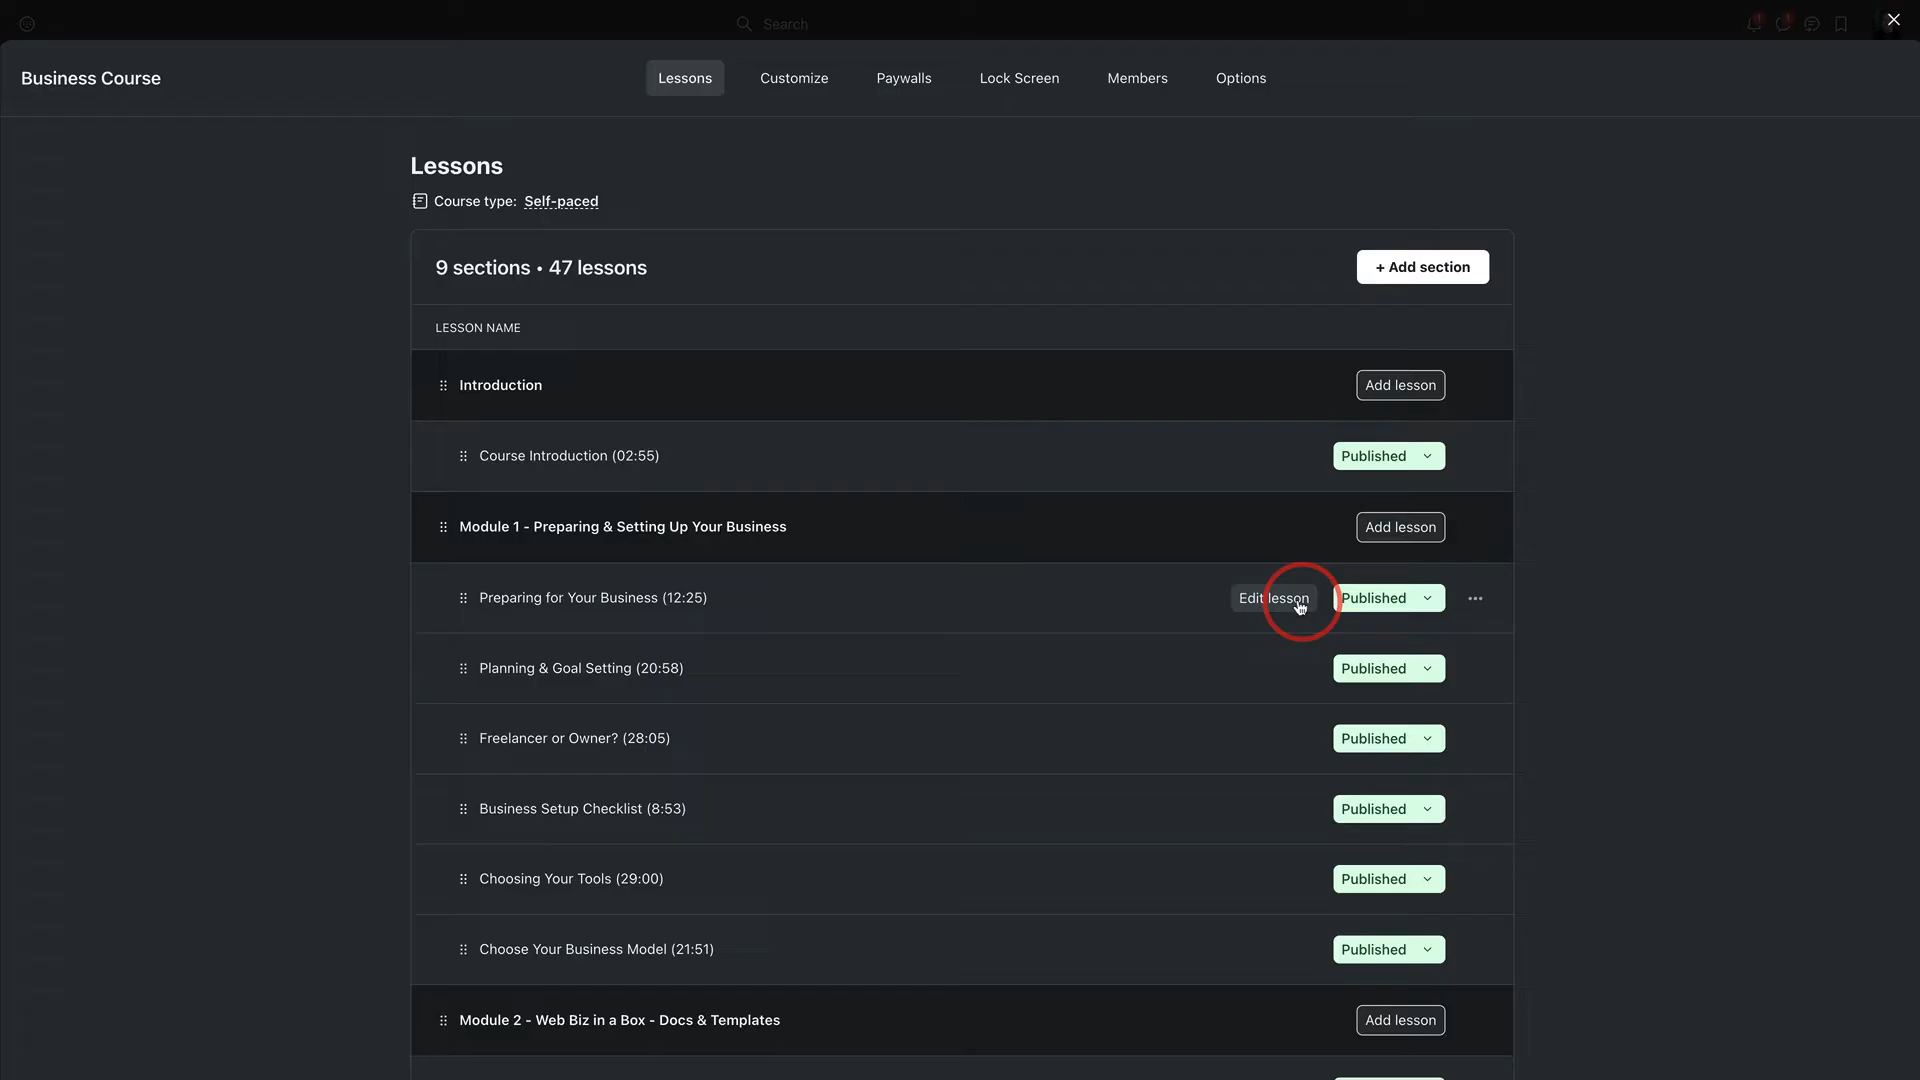 Search
Business Course
Lessons
Customize
Paywalls
Lock Screen
Members
Options
Lessons
Course type: Self-paced
9 sections • 47 lessons
+ Add section
LESSON NAME
Introduction
Add lesson
Course Introduction (02:55)
Published
Module 1 - Preparing & Setting Up Your Business
Add lesson
Preparing for Your Business (12:25)
Edit lesson
Published
Planning & Goal Setting (20:58)
Published
Freelancer or Owner? (28:05)
Published
Business Setup Checklist (8:53)
Published
Choosing Your Tools (29:00)
Published
Choose Your Business Model (21:51)
Published
Module 2 - Web Biz in a Box - Docs & Templates
Add lesson